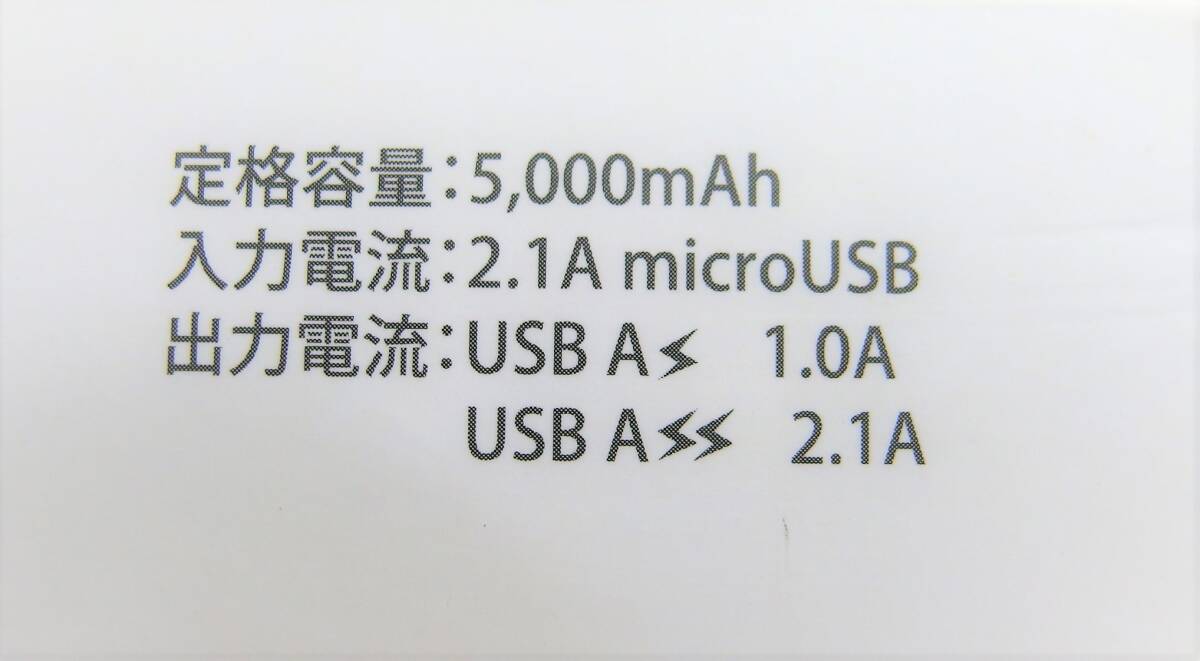 定格容量：5,000mAh
入力電流：2.1A microUSB
出力電流：USB A⚡ 1.0A
USB A⚡⚡ 2.1A